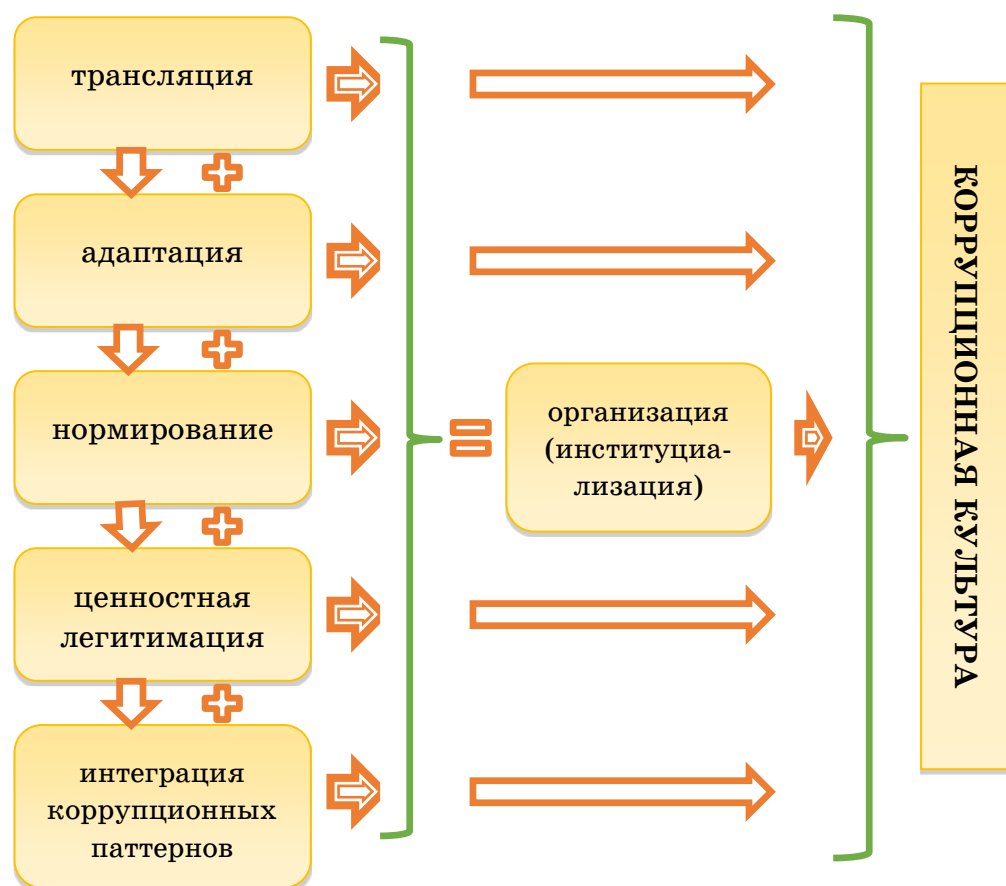 трансляция
адаптация
нормирование
ценностная
легитимация
интеграция
коррупционных
паттернов
организация
(институциа-
лизация)
КОРРУПЦИОННАЯ КУЛЬТУРА